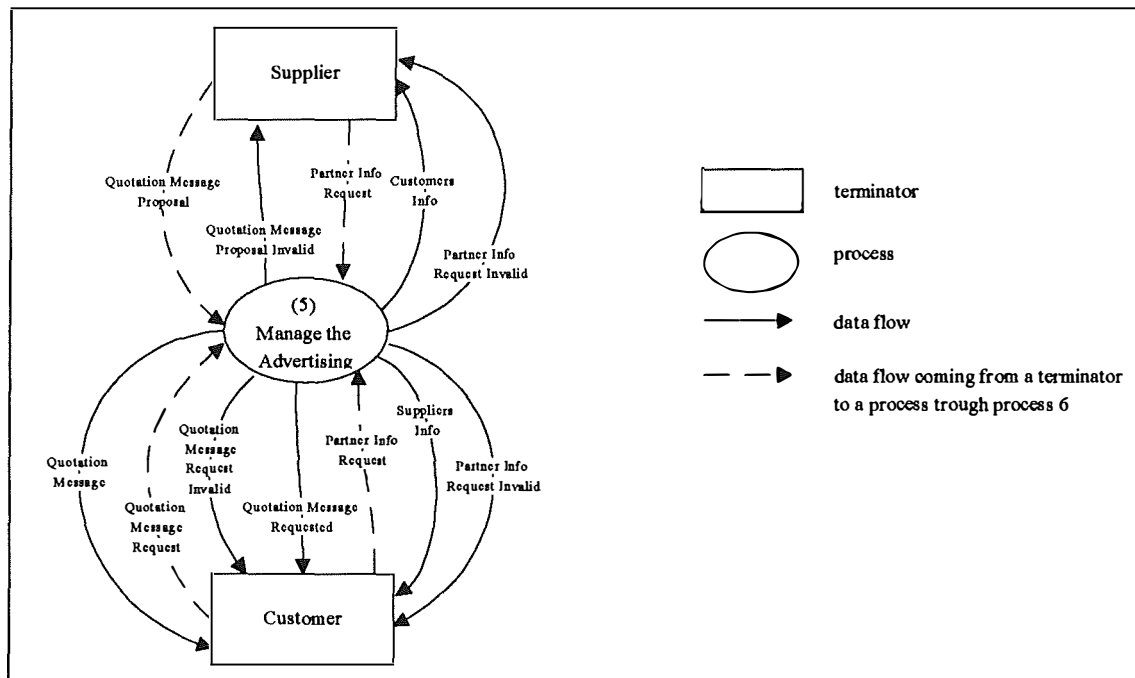 Supplier
Quotation Message
Proposal
Partner Info
Request
Customers
Info
Quotation Message
Proposal Invalid
Partner Info
Request Invalid
(5)
Manage the
Advertising
Quotation
Message
Quotation
Message
Request
Quotation
Message
Request
Invalid
Quotation Message
Requested
Partner Info
Request
Suppliers
Info
Partner Info
Request Invalid
Customer
terminator
process
data flow
data flow coming from a terminator
to a process trough process 6